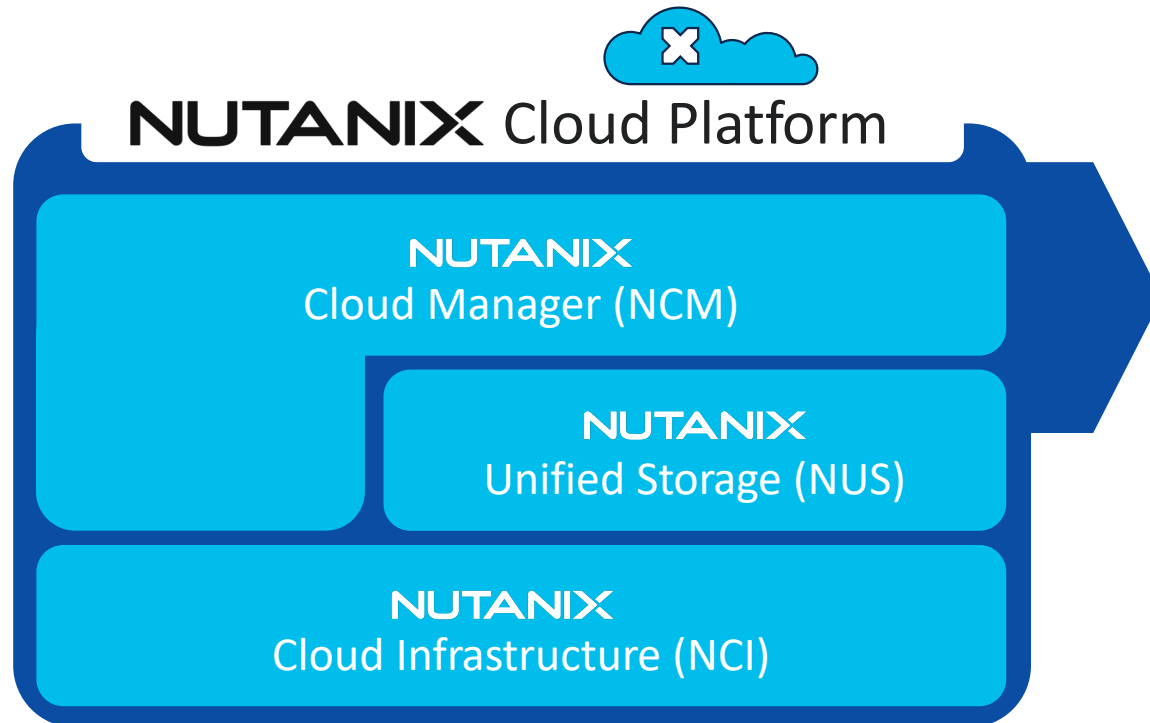 NUTANIX Cloud Platform
NUTANIX
Cloud Manager (NCM)
NUTANIX
Unified Storage (NUS)
NUTANIX
Cloud Infrastructure (NCI)